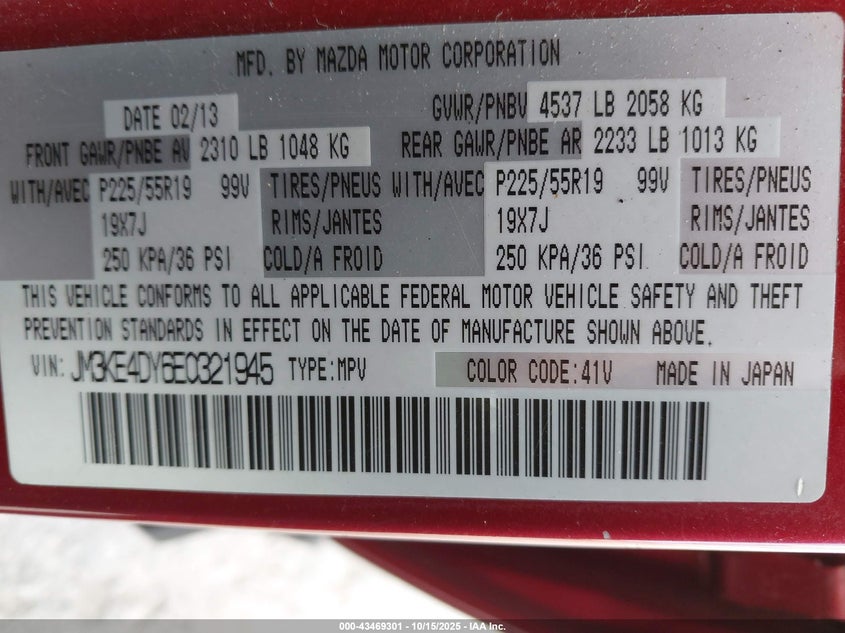 MFD. BY MAZDA MOTOR CORPORATION
DATE 02/13 GVWR/PNBV 4537 LB 2058 KG
FRONT GAWR/PNBE AV 2310 LB 1048 KG REAR GAWR/PNBE AR 2233 LB 1013 KG
WITH/AVEC P225/55R19 99V TIRES/PNEUS WITH/AVEC P225/55R19 99V TIRES/PNEUS
19X7J RIMS/JANTES 19X7J RIMS/JANTES
250 KPA/36 PSI COLD/A FROID 250 KPA/36 PSI COLD/A FROID
THIS VEHICLE CONFORMS TO ALL APPLICABLE FEDERAL MOTOR VEHICLE SAFETY AND THEFT
PREVENTION STANDARDS IN EFFECT ON THE DATE OF MANUFACTURE SHOWN ABOVE.
VIN: JM3KE4DY6E0321945 TYPE:MPV COLOR CODE:41V MADE IN JAPAN
000-43469301 - 10/15/2025 - IAA Inc.